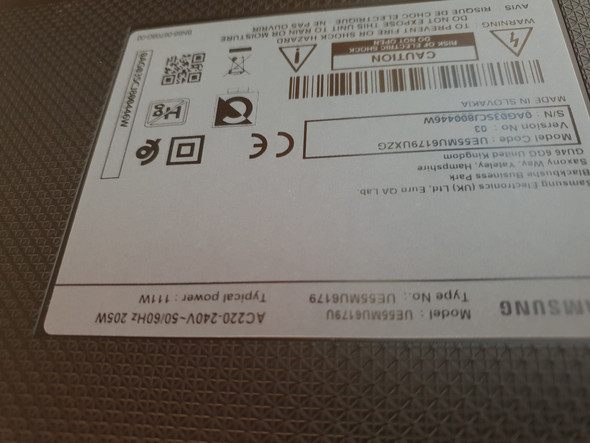 SAMSUNG
Model : UE55MU6179U
Type No.: UE55MU6179
AC220-240V~50/60Hz 205W
Typical power : 111W
Samsung Electronics (UK) Ltd, Euro QA Lab.
Blackbushe Business Park
Saxony Way, Yateley, Hampshire
GU46 6GG United Kingdom
Model Code : UE55MU6179UXZG
Version No : 03
S/N : 0AG93SCJ800446W
MADE IN SLOVAKIA
CE
Hg
CAUTION
RISK OF ELECTRIC SHOCK
DO NOT OPEN
WARNING
TO PREVENT FIRE OR SHOCK HAZARD
DO NOT EXPOSE THIS UNIT TO RAIN OR MOISTURE
AVIS
RISQUE DE CHOC ELECTRIQUE NE PAS OUVRIR